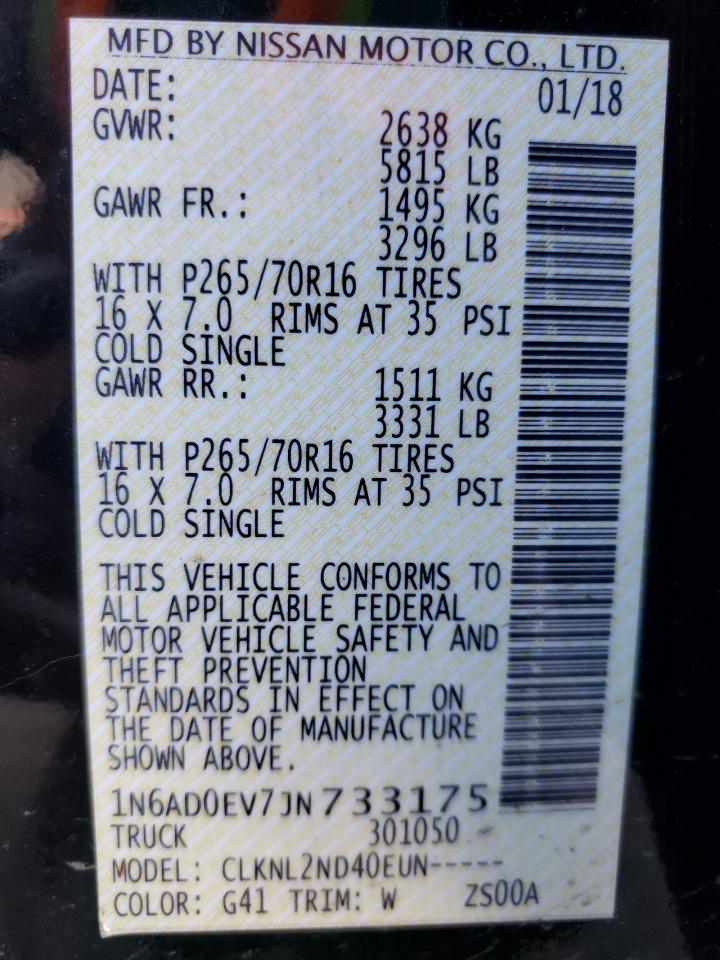 MFD BY NISSAN MOTOR CO., LTD.
DATE: 01/18
GVWR: 2638 KG
5815 LB
GAWR FR.: 1495 KG
3296 LB
WITH P265/70R16 TIRES
16 X 7.0 RIMS AT 35 PSI
COLD SINGLE
GAWR RR.: 1511 KG
3331 LB
WITH P265/70R16 TIRES
16 X 7.0 RIMS AT 35 PSI
COLD SINGLE
THIS VEHICLE CONFORMS TO
ALL APPLICABLE FEDERAL
MOTOR VEHICLE SAFETY AND
THEFT PREVENTION
STANDARDS IN EFFECT ON
THE DATE OF MANUFACTURE
SHOWN ABOVE.
1N6AD0EV7JN733175
TRUCK 301050
MODEL: CLKNL2ND40EUN-----
COLOR: G41 TRIM: W ZS00A